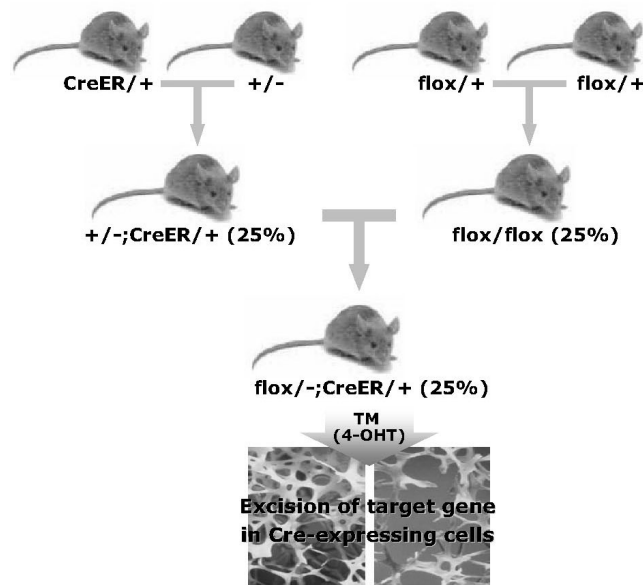 CreER/+ +/- flox/+ flox/+
+/-;CreER/+ (25%) flox/flox (25%)
flox/-;CreER/+ (25%)
TM
(4-OHT)
Excision of target gene
in Cre-expressing cells